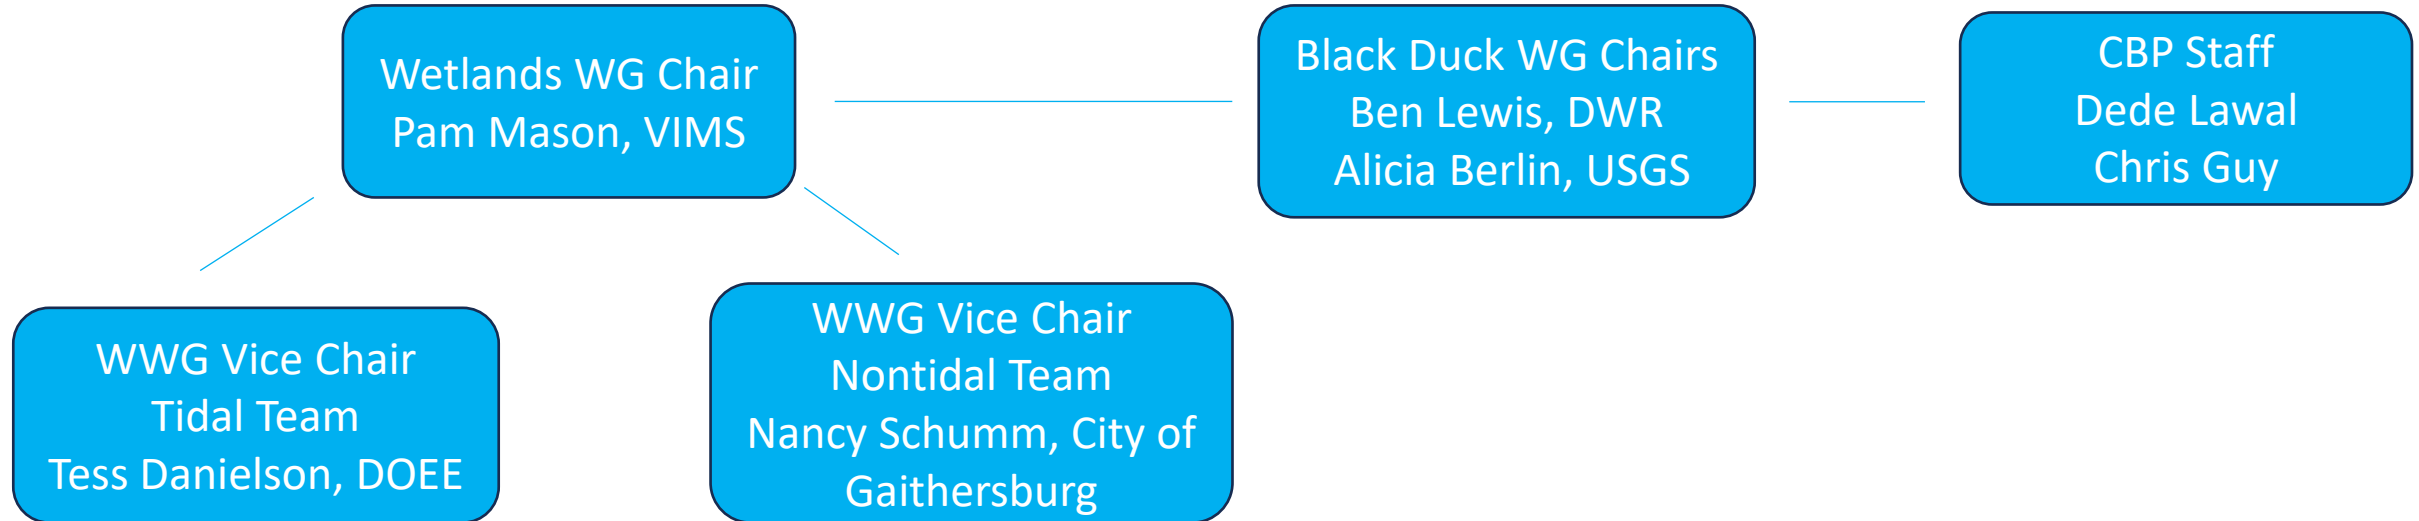 Wetlands WG Chair
Pam Mason, VIMS
Black Duck WG Chairs
Ben Lewis, DWR
Alicia Berlin, USGS
CBP Staff
Dede Lawal
Chris Guy
WWG Vice Chair
Tidal Team
Tess Danielson, DOEE
WWG Vice Chair
Nontidal Team
Nancy Schumm, City of
Gaithersburg